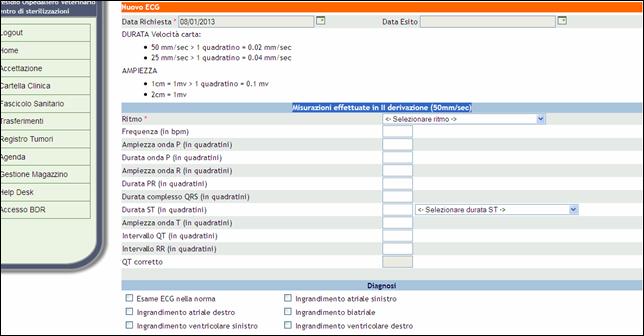 esidio Ospedaliero Veterinario
entro di sterilizzazioni
Logout
Home
Accettazione
Cartella Clinica
Fascicolo Sanitario
Trasferimenti
Registro Tumori
Agenda
Gestione Magazzino
Help Desk
Accesso BDR
Nuovo ECG
Data Richiesta * 08/01/2013 Data Esito
DURATA Velocità carta:
• 50 mm/sec > 1 quadratino = 0.02 mm/sec
• 25 mm/sec > 1 quadratino = 0.04 mm/sec
AMPIEZZA
• 1cm = 1mv > 1 quadratino = 0.1 mv
• 2cm = 1mv
Misurazioni effettuate in II derivazione (50mm/sec)
Ritmo * <- Selezionare ritmo ->
Frequenza (in bpm)
Ampiezza onda P (in quadratini)
Durata onda P (in quadratini)
Ampiezza onda R (in quadratini)
Durata PR (in quadratini)
Durata complesso QRS (in quadratini)
Durata ST (in quadratini) <- Selezionare durata ST ->
Ampiezza onda T (in quadratini)
Intervallo QT (in quadratini)
Intervallo RR (in quadratini)
QT corretto
Diagnosi
Esame ECG nella norma Ingrandimento atriale sinistro
Ingrandimento atriale destro Ingrandimento biatriale
Ingrandimento ventricolare sinistro Ingrandimento ventricolare destro